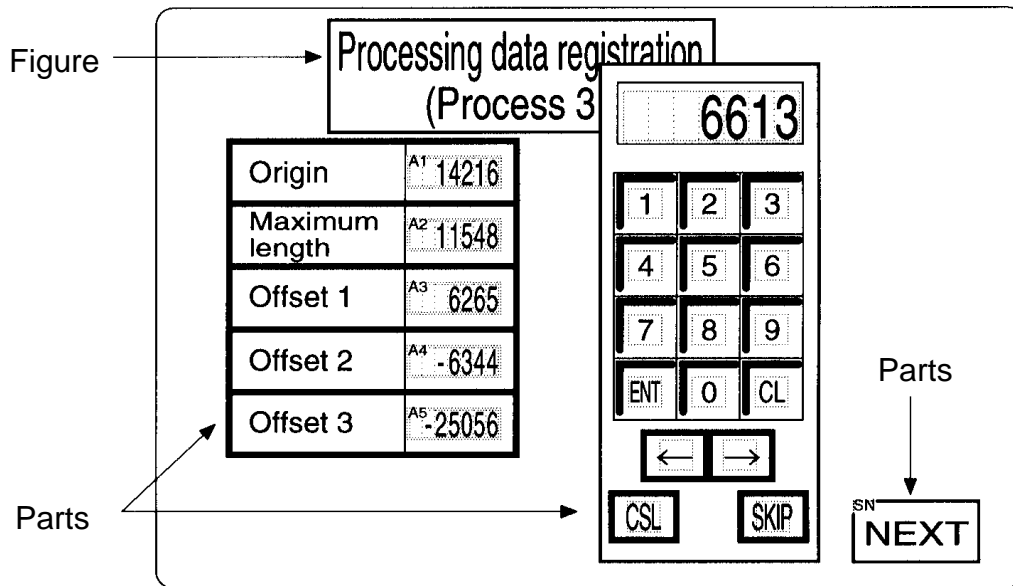 Figure
Processing data registration
(Process 3
6613
Origin A1 14216
Maximum
length A2 11548
Offset 1 A3 6265
Offset 2 A4 -6344
Offset 3 A5 -25056
1 2 3
4 5 6
7 8 9
ENT 0 CL
← →
CSL SKIP
Parts
Parts
SN
NEXT